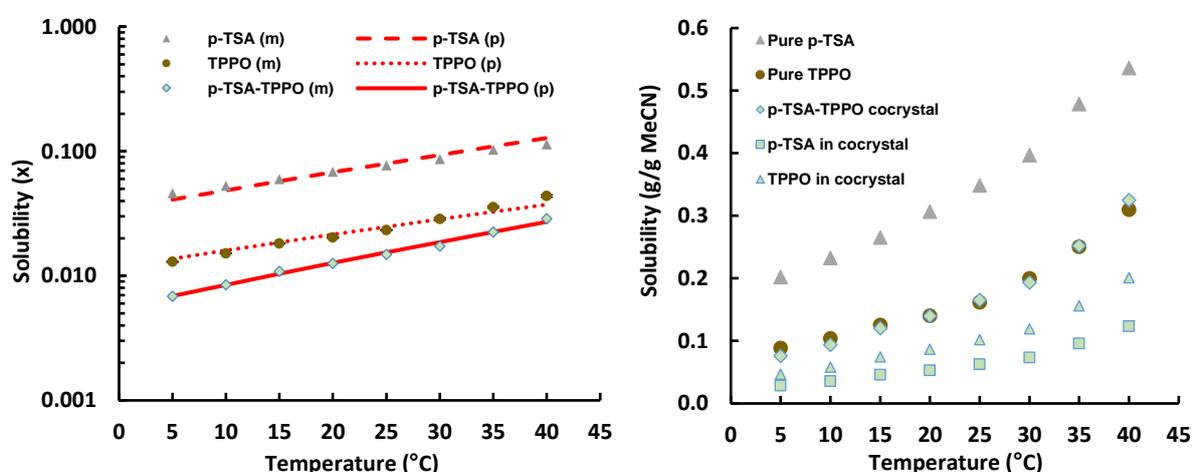 1.000
0.100
0.010
0.001
Solubility (x)
p-TSA (m)
p-TSA (p)
TPPO (m)
TPPO (p)
p-TSA-TPPO (m)
p-TSA-TPPO (p)
0 5 10 15 20 25 30 35 40 45
Temperature (°C)
0.6
0.5
0.4
0.3
0.2
0.1
0.0
Solubility (g/g MeCN)
Pure p-TSA
Pure TPPO
p-TSA-TPPO cocrystal
p-TSA in cocrystal
TPPO in cocrystal
0 5 10 15 20 25 30 35 40 45
Temperature (°C)